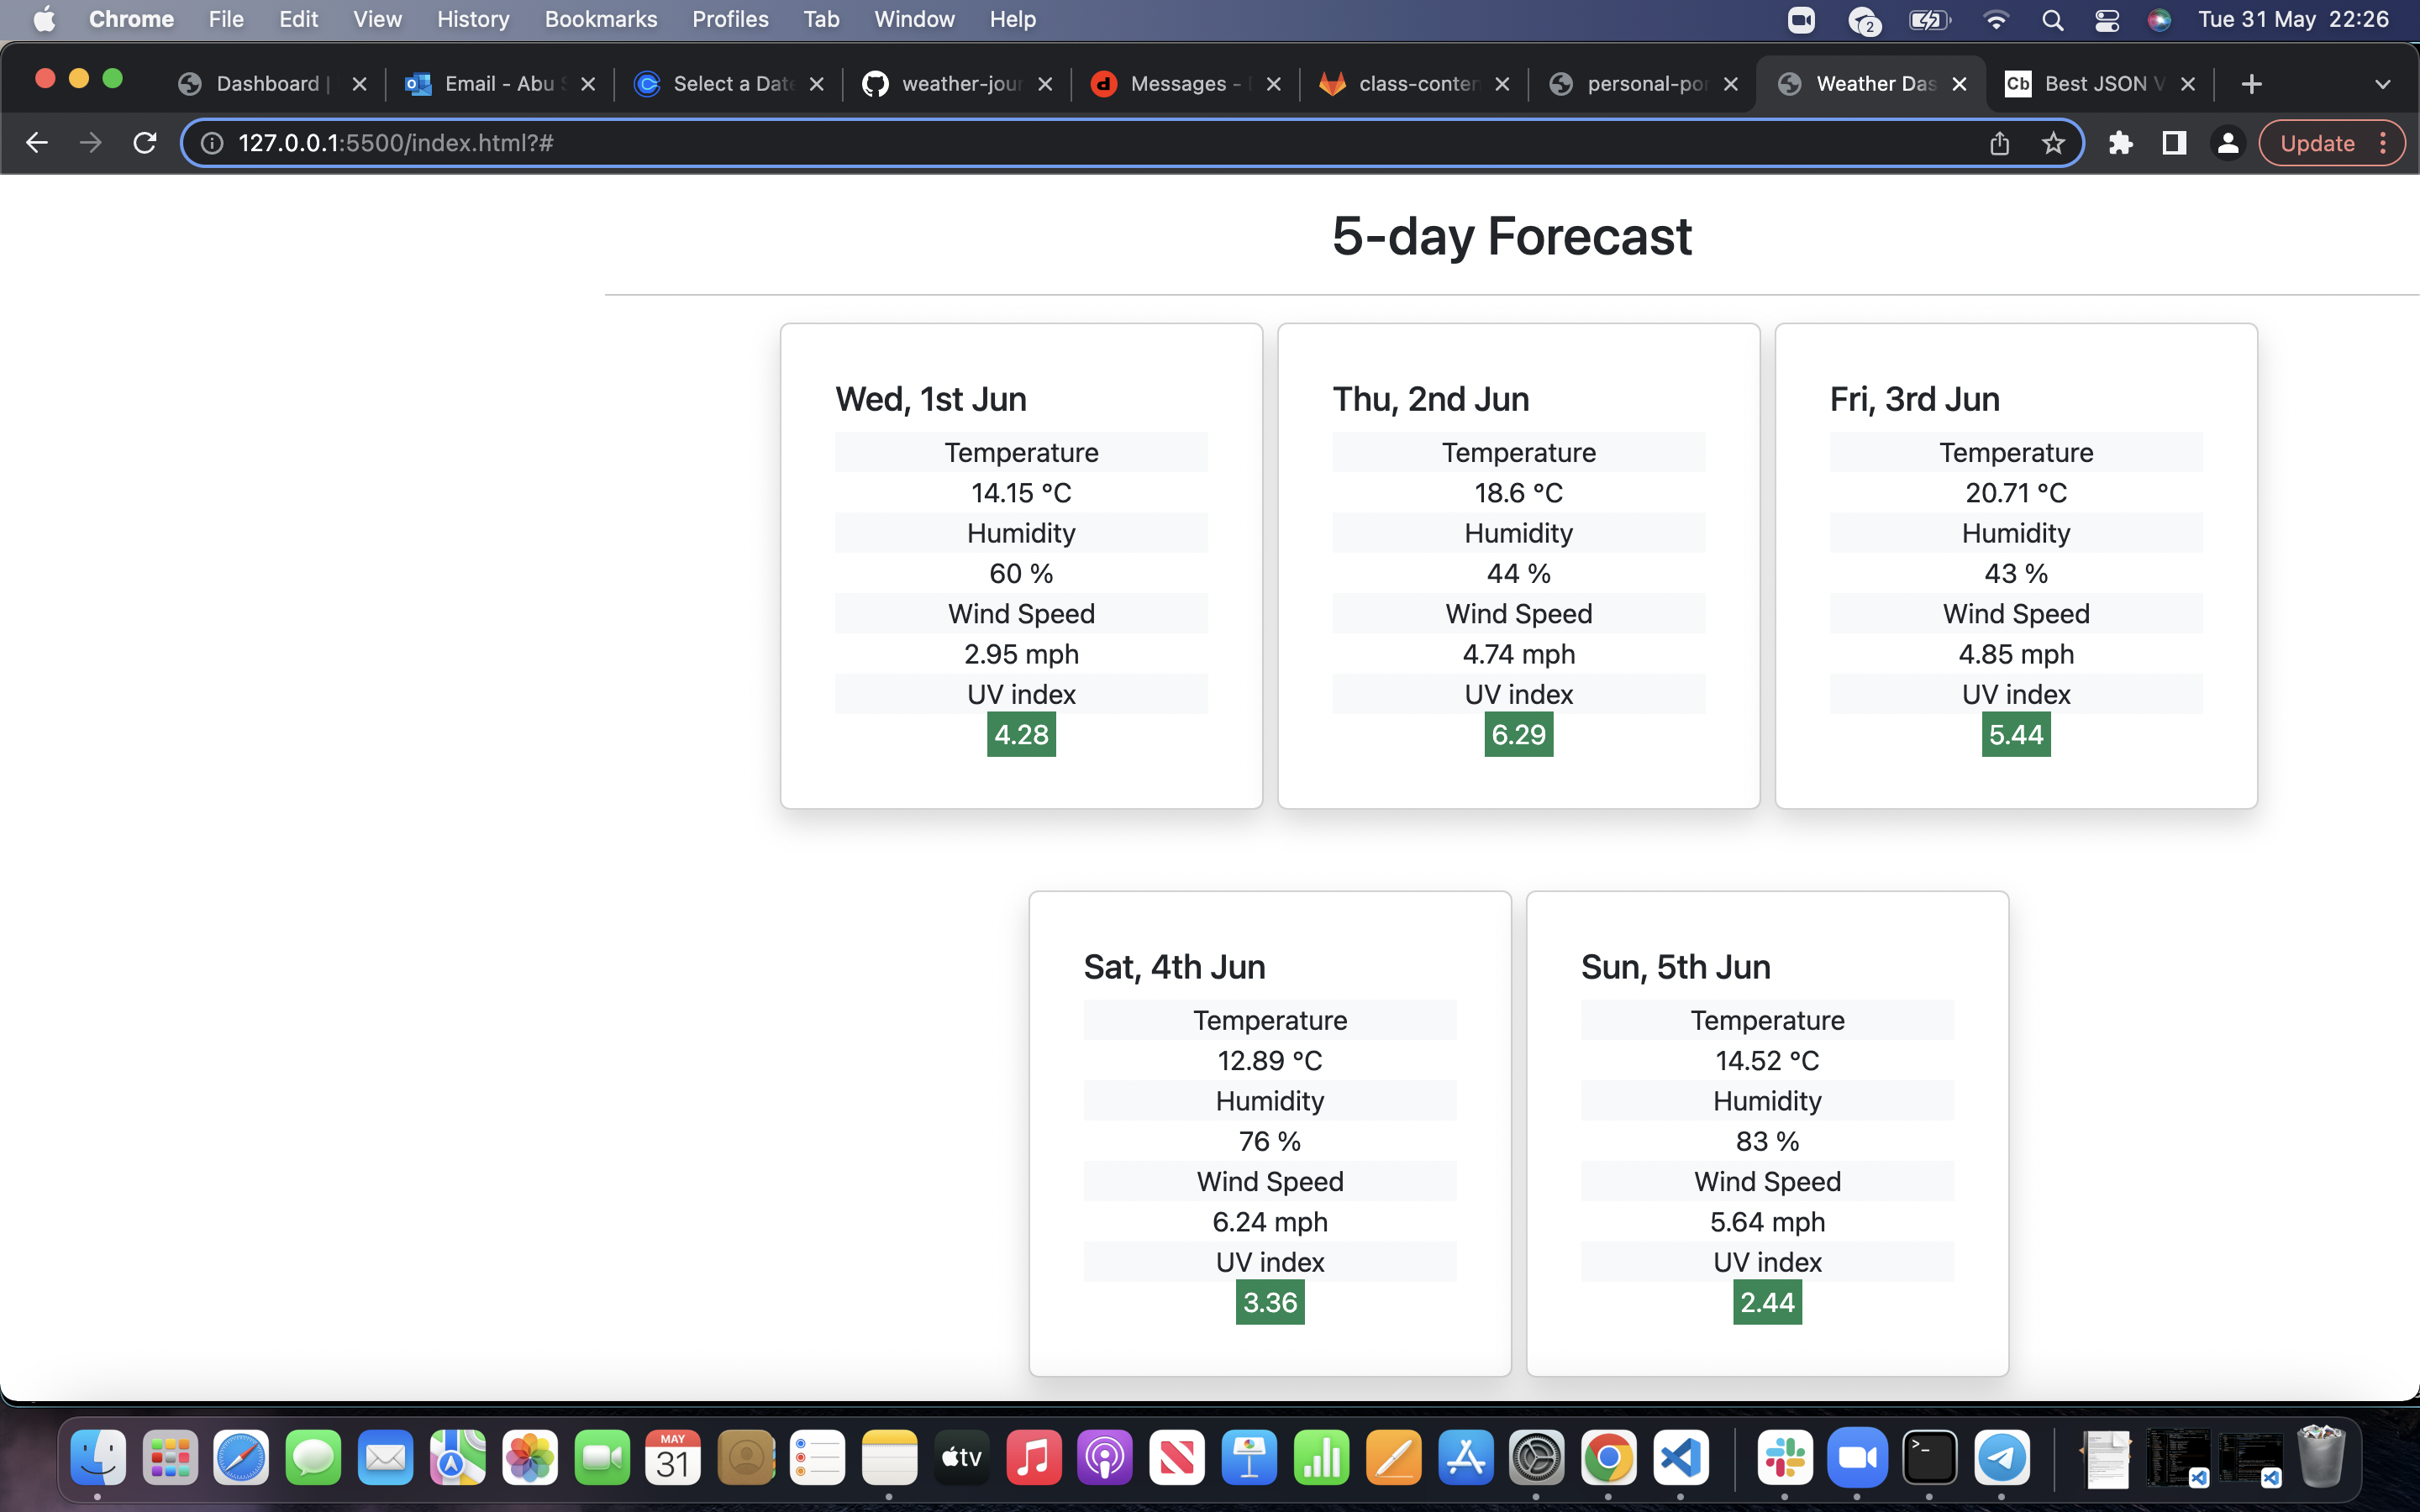 Chrome File Edit View History Bookmarks Profiles Tab Window Help 2 Tue 31 May 22:26
Dashboard | Email - Abu Select a Date weather-jour Messages - class-conten personal-por Weather Das Cb Best JSON V
127.0.0.1:5500/index.html?# Update
5-day Forecast
Wed, 1st Jun
Temperature
14.15 °C
Humidity
60 %
Wind Speed
2.95 mph
UV index
4.28
Thu, 2nd Jun
Temperature
18.6 °C
Humidity
44 %
Wind Speed
4.74 mph
UV index
6.29
Fri, 3rd Jun
Temperature
20.71 °C
Humidity
43 %
Wind Speed
4.85 mph
UV index
5.44
Sat, 4th Jun
Temperature
12.89 °C
Humidity
76 %
Wind Speed
6.24 mph
UV index
3.36
Sun, 5th Jun
Temperature
14.52 °C
Humidity
83 %
Wind Speed
5.64 mph
UV index
2.44
MAY
31
tv